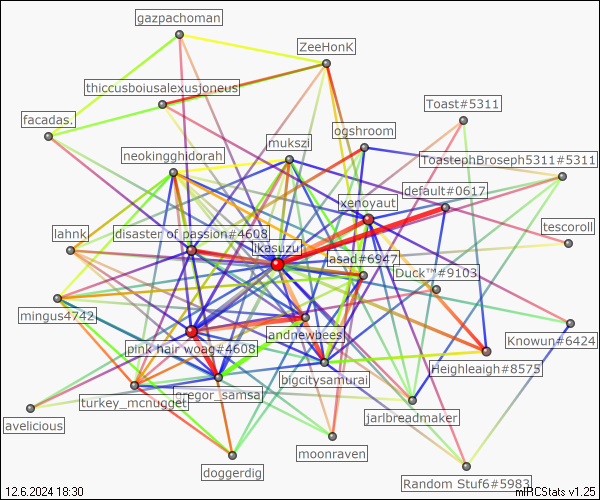 gazpachoman
ZeeHonK
thiccusboiusalexusjoneus
Toast#5311
facadas.
ogshroom
mukszi
neokingghidorah
ToastephBroseph5311#5311
default#0617
xenoyaut
tescoroll
lahnk
disaster of passion#4608
ikasuzu
asad#6947
Duck™#9103
mingus4742
andnewbees
Knowun#6424
pink hair woag#4608
Heighleaigh#8575
bigcitysamurai
gregor_samsa
turkey_mcnugget
jarlbreadmaker
avelicious
moonraven
doggerdig
Random Stuf6#5983
12.6.2024 18:30
mIRCStats v1.25